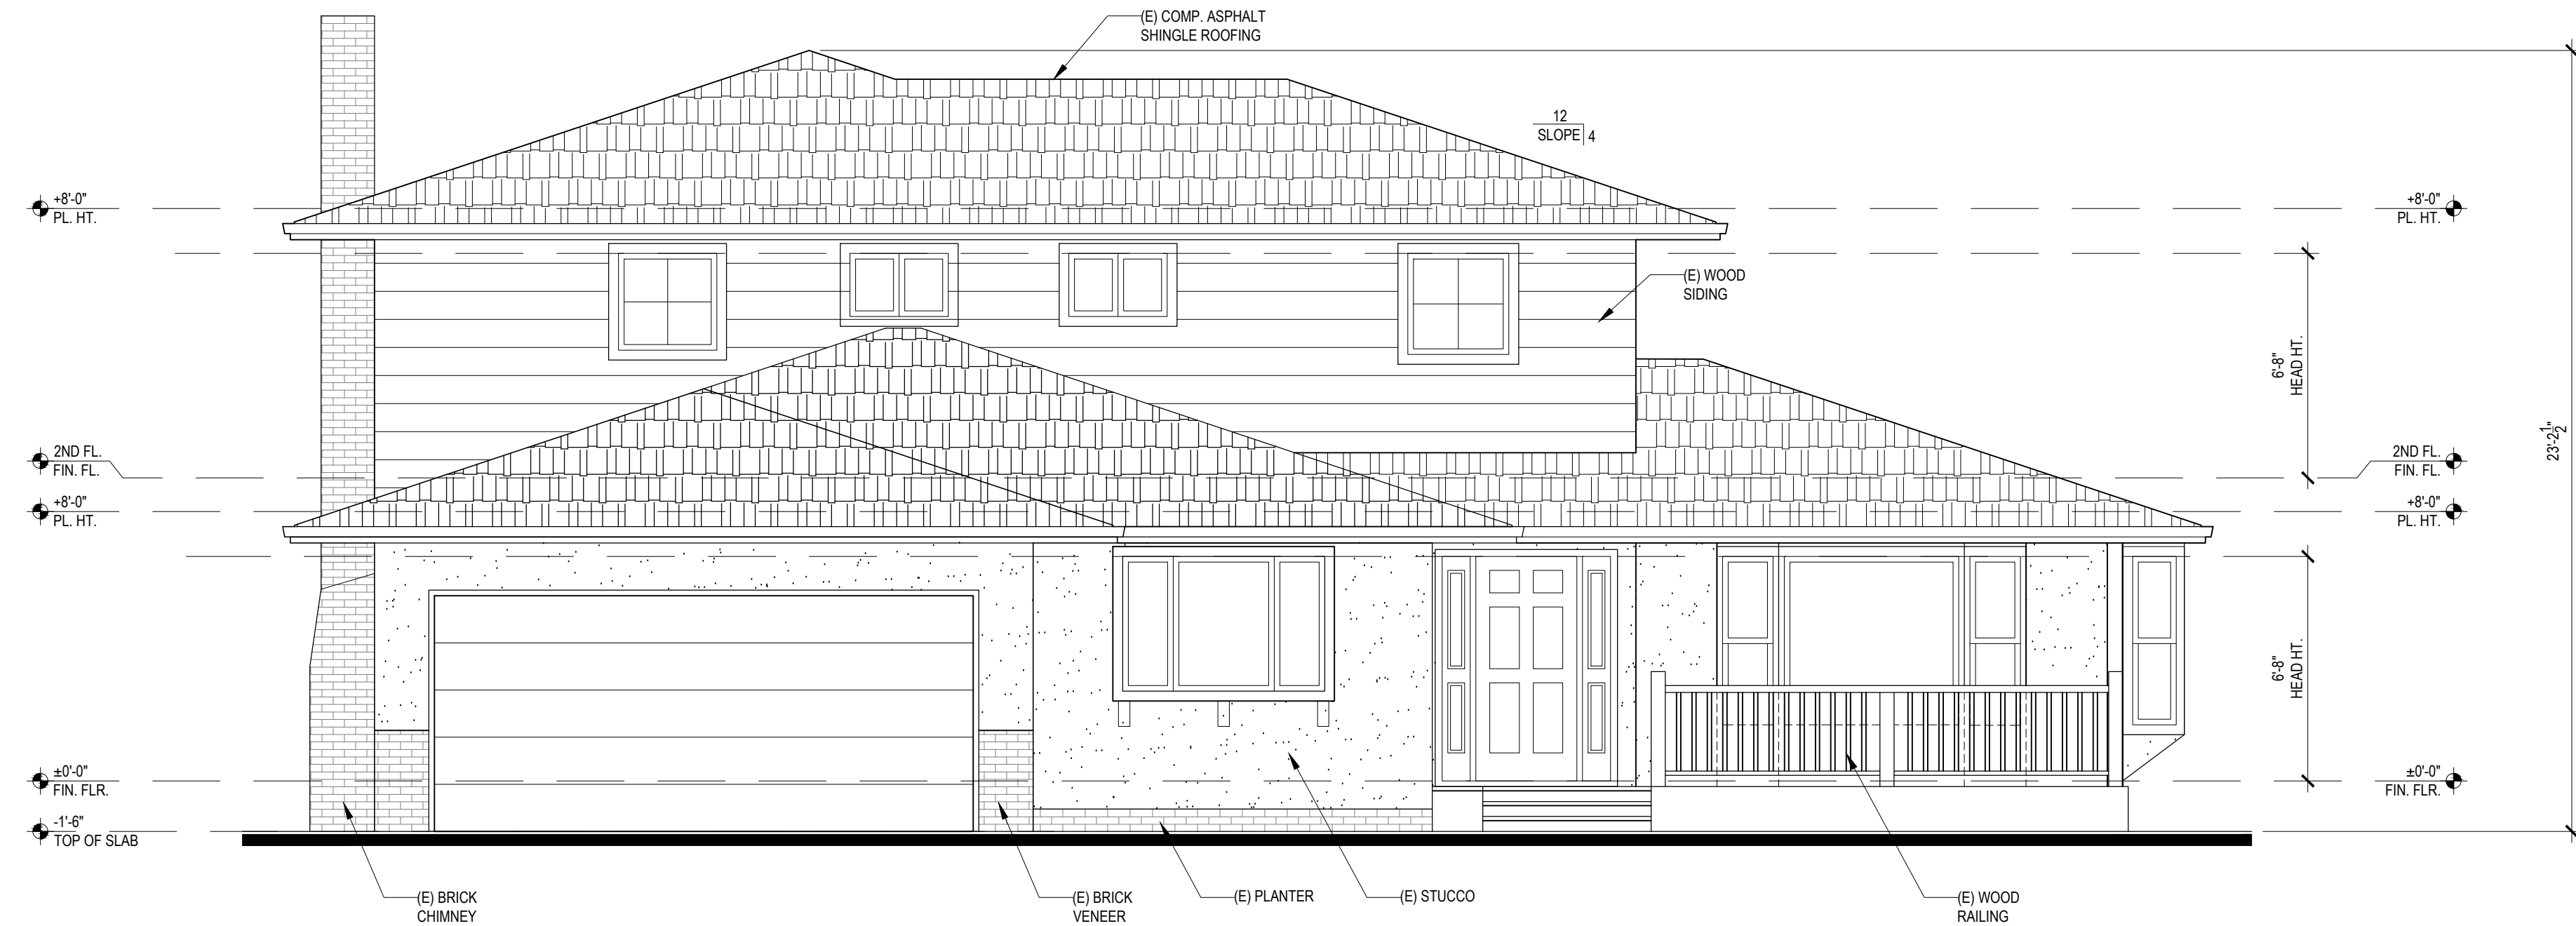 (E) COMP. ASPHALT
SHINGLE ROOFING
12
SLOPE 4
+8'-0"
PL. HT.
+8'-0"
PL. HT.
(E) WOOD
SIDING
6'-8"
HEAD HT.
23'-2 1/2"
2ND FL.
FIN. FL.
2ND FL.
FIN. FL.
+8'-0"
PL. HT.
+8'-0"
PL. HT.
6'-8"
HEAD HT.
±0'-0"
FIN. FLR.
±0'-0"
FIN. FLR.
-1'-6"
TOP OF SLAB
(E) BRICK
CHIMNEY
(E) BRICK
VENEER
(E) PLANTER
(E) STUCCO
(E) WOOD
RAILING